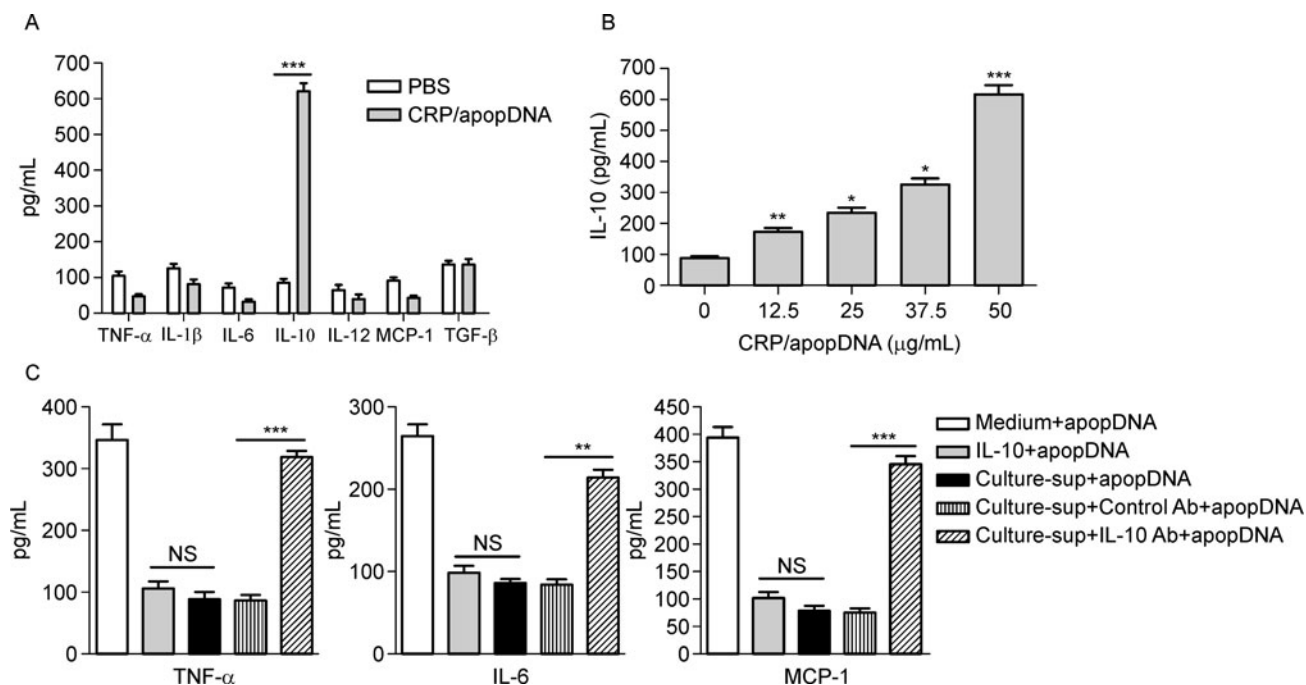 A
pg/mL
700
600
500
400
300
200
100
0
***
PBS
CRP/apopDNA
TNF-α IL-1β IL-6 IL-10 IL-12 MCP-1 TGF-β
B
IL-10 (pg/mL)
700
600
500
400
300
200
100
0
**
*
*
***
0 12.5 25 37.5 50
CRP/apopDNA (μg/mL)
C
pg/mL
400
300
200
100
0
NS
***
TNF-α
pg/mL
300
200
100
0
NS
**
IL-6
pg/mL
450
400
350
300
250
200
150
100
50
0
NS
***
MCP-1
Medium+apopDNA
IL-10+apopDNA
Culture-sup+apopDNA
Culture-sup+Control Ab+apopDNA
Culture-sup+IL-10 Ab+apopDNA